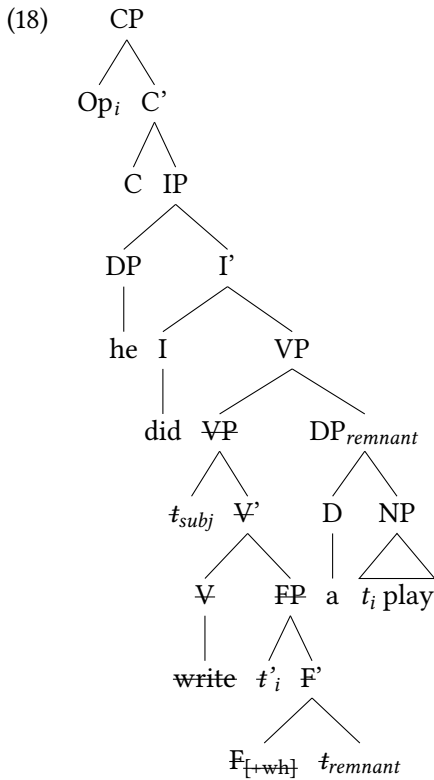 (18) CP
Op𝑖 C’
C IP
DP I’
he I VP
did VP DP𝑟𝑒𝑚𝑛𝑎𝑛𝑡
t𝑠𝑢𝑏𝑗 V’ D NP
V FP a t𝑖 play
write t’𝑖 F’
F[+wh] t𝑟𝑒𝑚𝑛𝑎𝑛𝑡